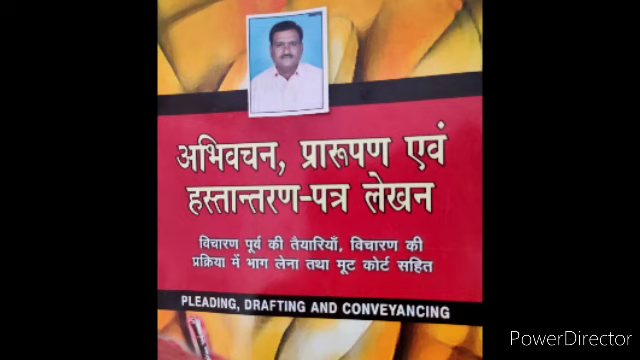 अभिवचन, प्रारूपण एवं
हस्तान्तरण-पत्र लेखन
विचारण पूर्व की तैयारियाँ, विचारण की
प्रक्रिया में भाग लेना तथा मूट कोर्ट सहित
PLEADING, DRAFTING AND CONVEYANCING
PowerDirector